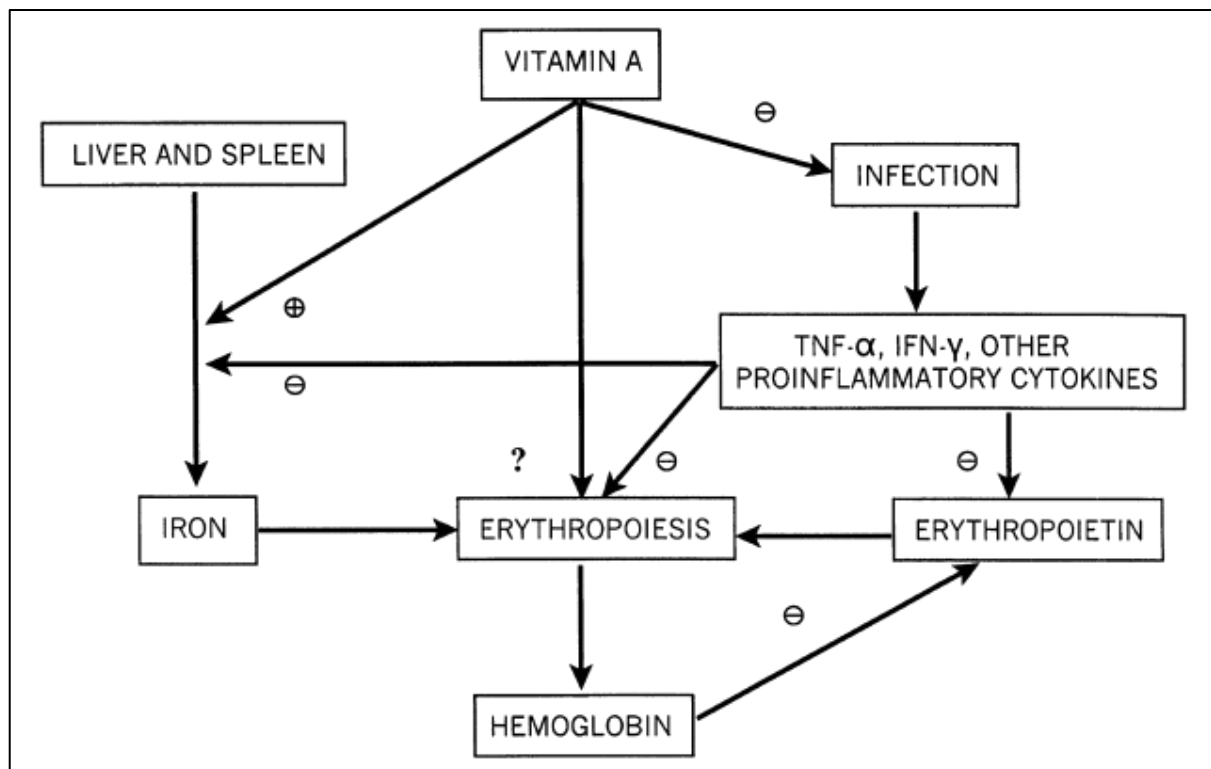 VITAMIN A
⊖
LIVER AND SPLEEN
INFECTION
⊕
TNF-α, IFN-γ, OTHER
PROINFLAMMATORY CYTOKINES
⊖
?
⊖
⊖
IRON
ERYTHROPOIESIS
ERYTHROPOIETIN
⊖
HEMOGLOBIN